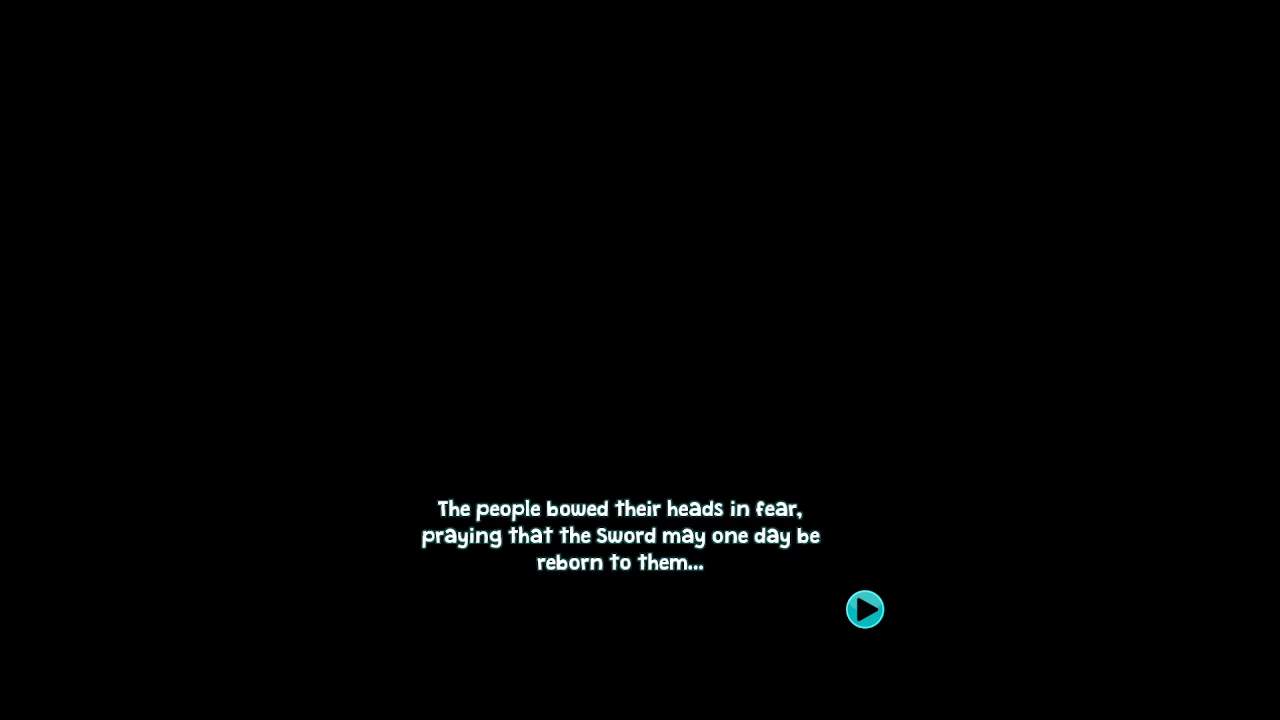 The people bowed their heads in fear,
praying that the Sword may one day be
reborn to them...